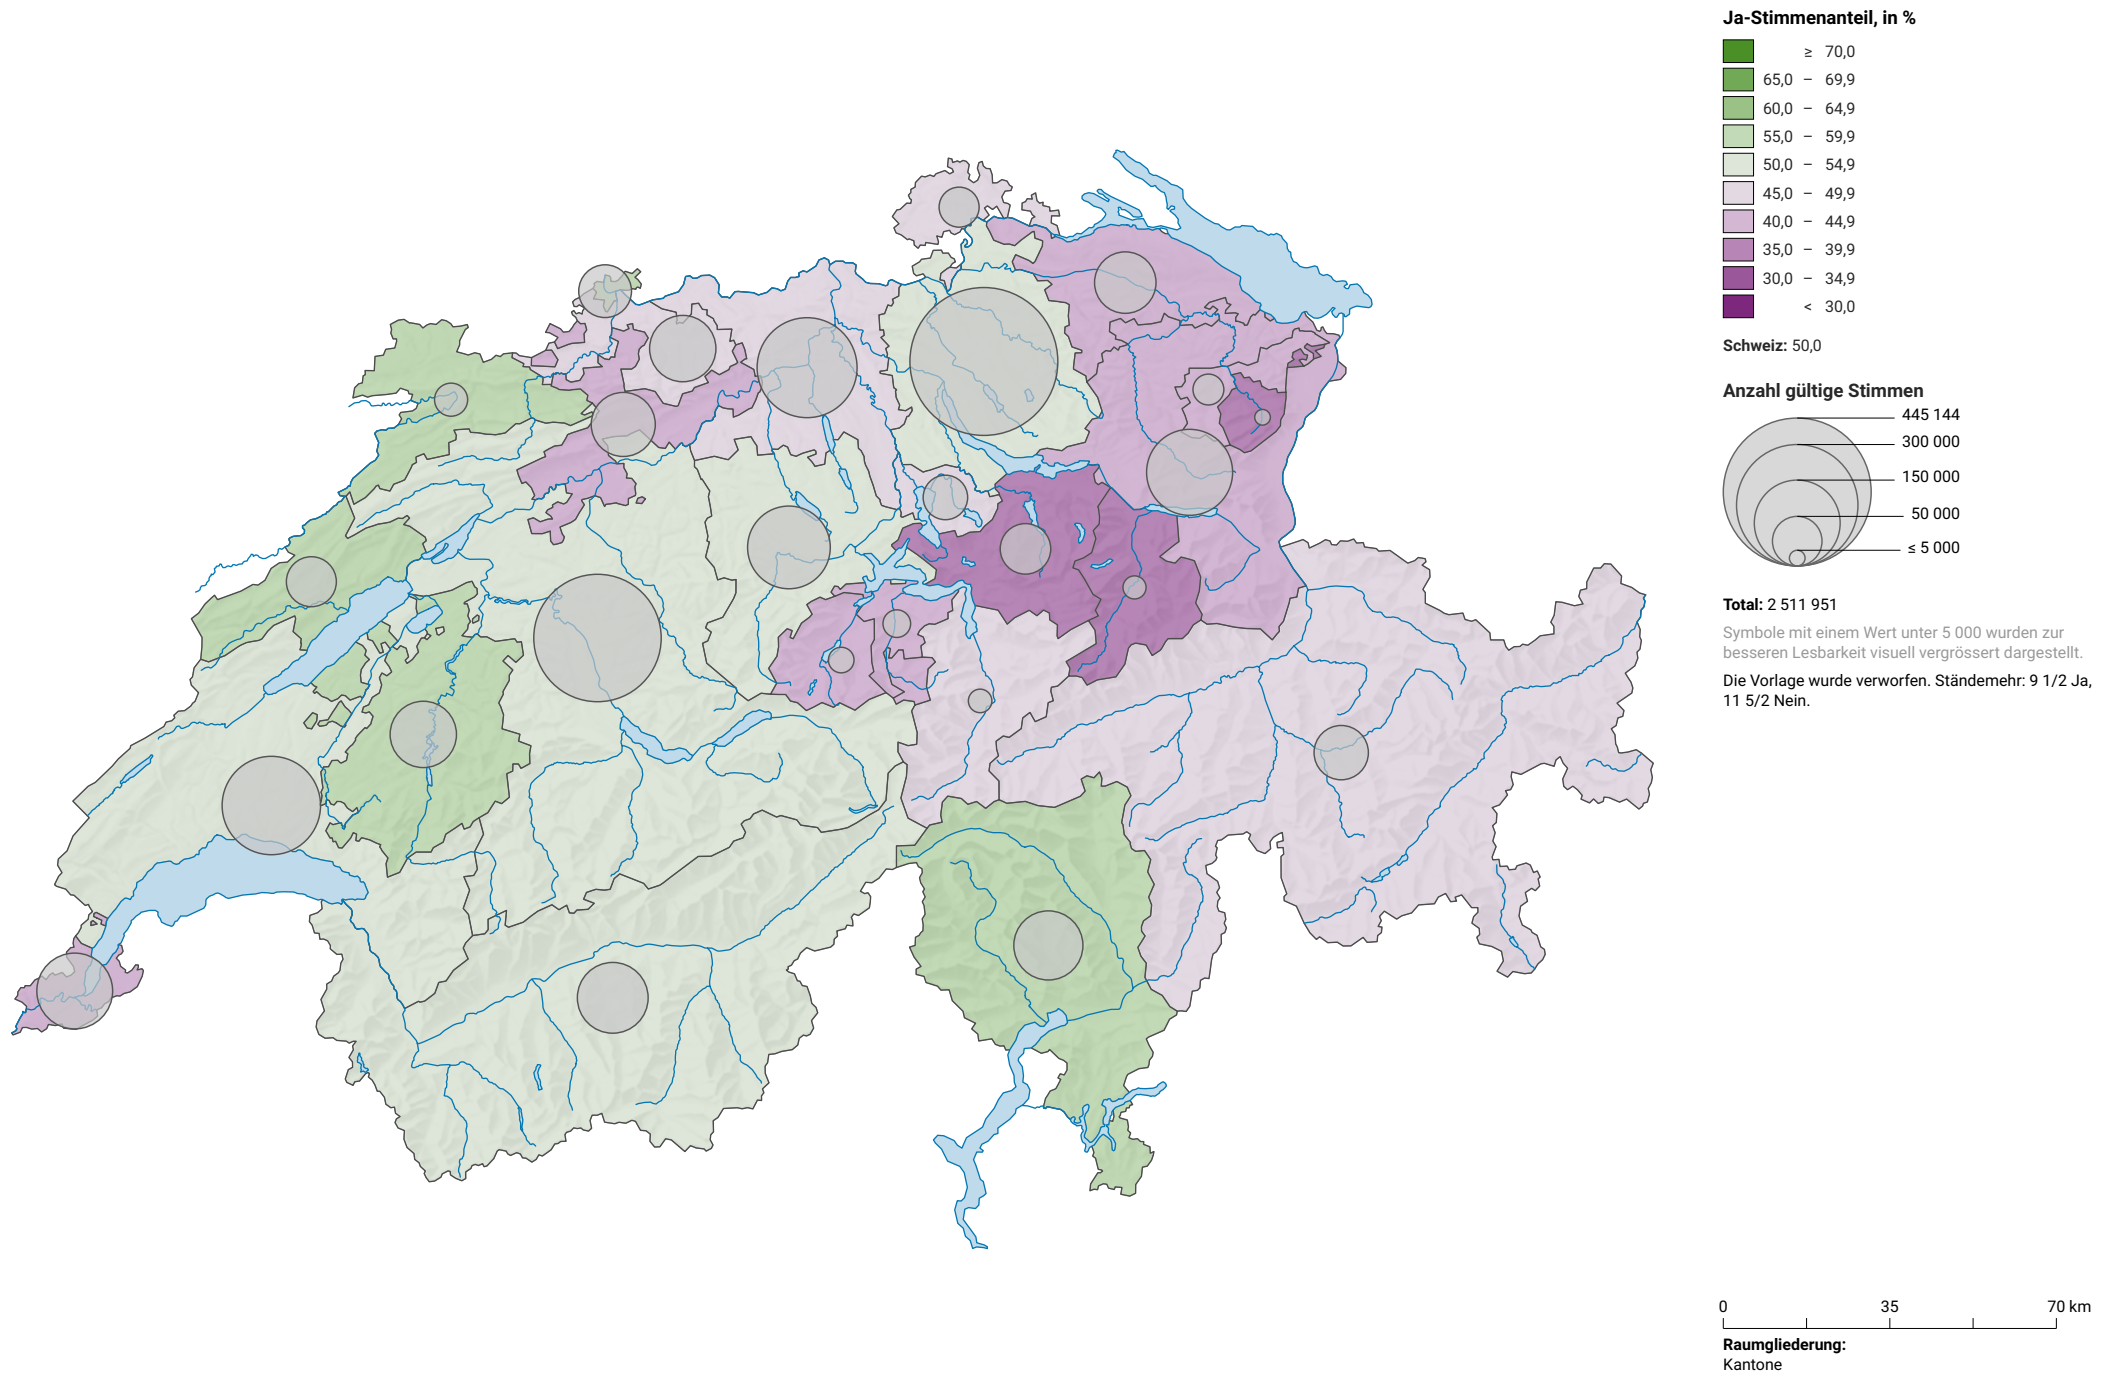 Ja-Stimmenanteil, in %
≥ 70,0
65,0 – 69,9
60,0 – 64,9
55,0 – 59,9
50,0 – 54,9
45,0 – 49,9
40,0 – 44,9
35,0 – 39,9
30,0 – 34,9
< 30,0
Schweiz: 50,0
Anzahl gültige Stimmen
445 144
300 000
150 000
50 000
≤ 5 000
Total: 2 511 951
Symbole mit einem Wert unter 5 000 wurden zur
besseren Lesbarkeit visuell vergrössert dargestellt.
Die Vorlage wurde verworfen. Ständemehr: 9 1/2 Ja,
11 5/2 Nein.
0 35 70 km
Raumgliederung:
Kantone